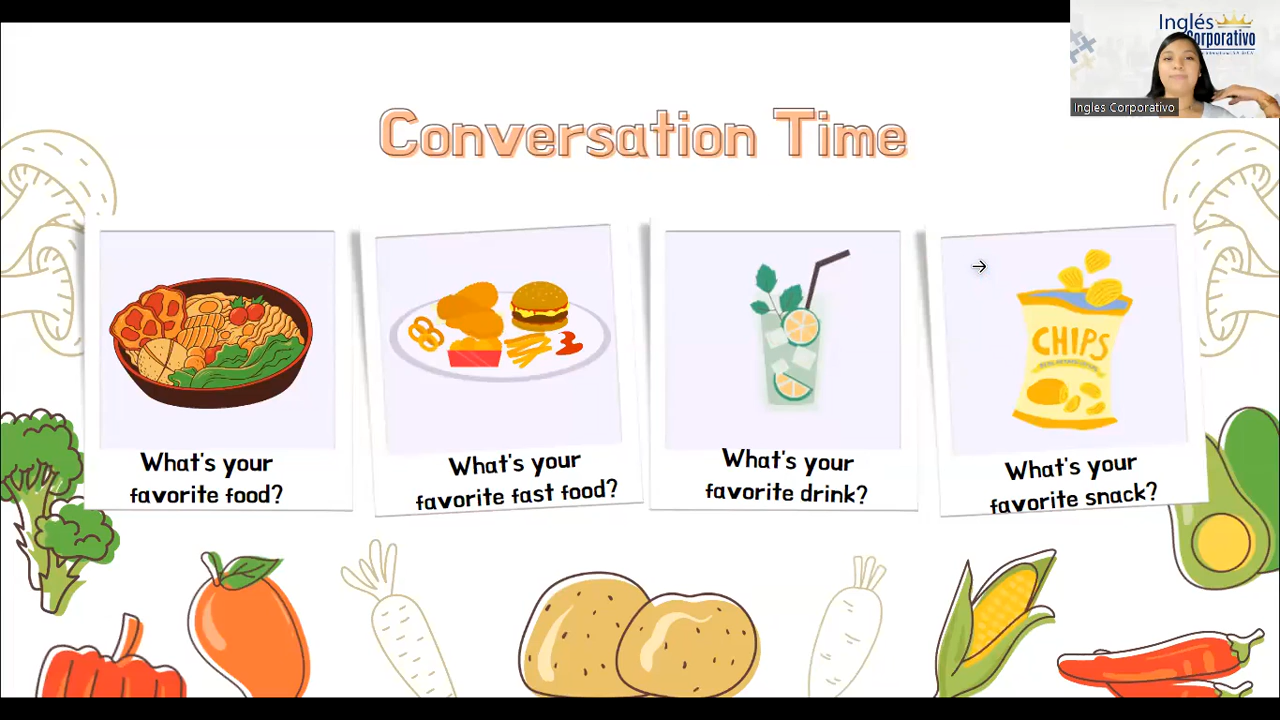 Inglés
Corporativo
Ingles Corporativo
Conversation Time
CHIPS
What's your
favorite food?
What's your
favorite fast food?
What's your
favorite drink?
What's your
favorite snack?